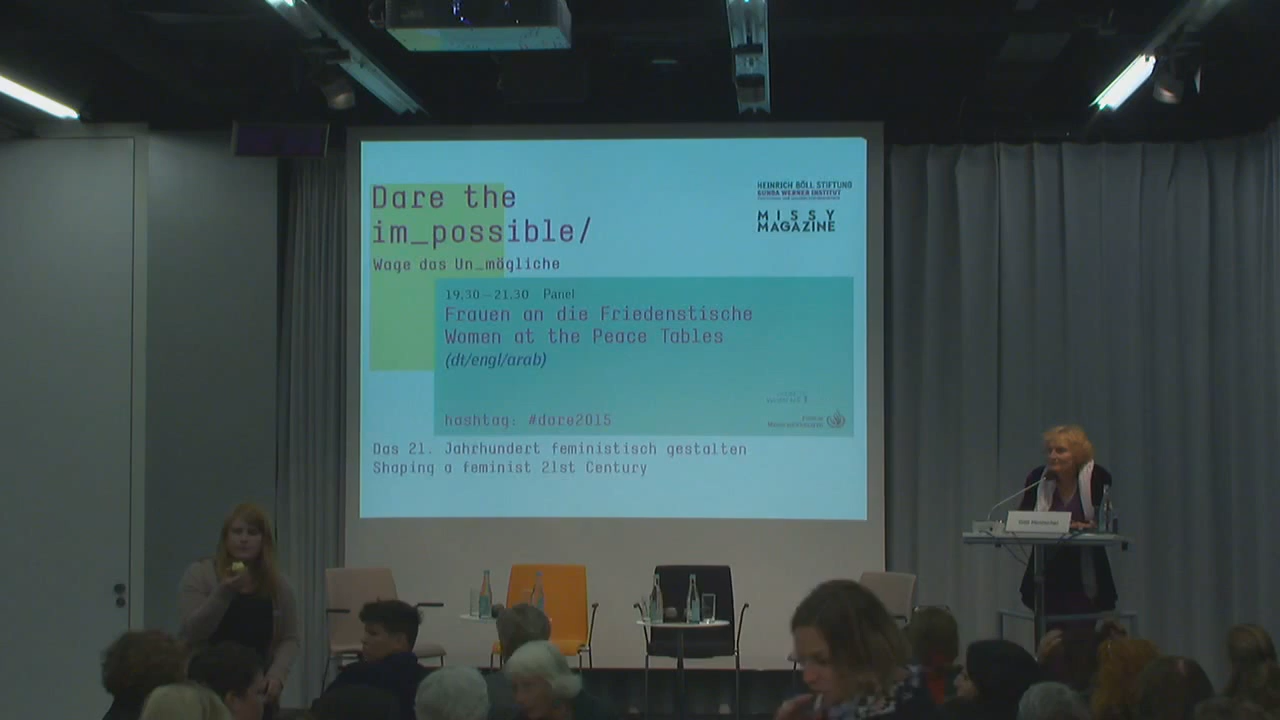 Dare the
im_possible/
Wage das Un_mögliche
HEINRICH BÖLL STIFTUNG
GUNDA WERNER INSTITUT
MISSY
MAGAZINE
19.30–21.30 Panel
Frauen an die Friedenstische
Women at the Peace Tables
(dt/engl/arab)
hashtag: #dare2015
Das 21. Jahrhundert feministisch gestalten
Shaping a feminist 21st Century